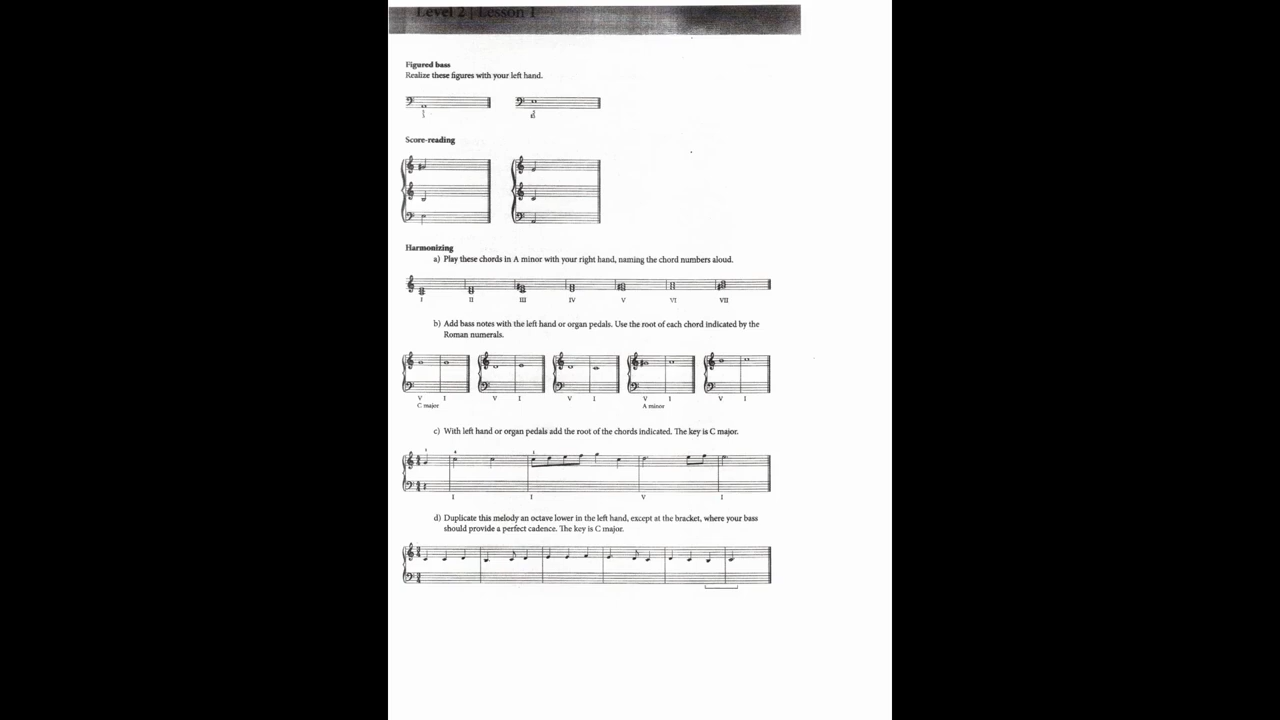 Level 2 | Lesson 1
Figured bass
Realize these figures with your left hand.
Score-reading
Harmonizing
a) Play these chords in A minor with your right hand, naming the chord numbers aloud.
I II III IV V VI VII
b) Add bass notes with the left hand or organ pedals. Use the root of each chord indicated by the
Roman numerals.
V I V I V I V I V I
C major A minor
c) With left hand or organ pedals add the root of the chords indicated. The key is C major.
I I V I
d) Duplicate this melody an octave lower in the left hand, except at the bracket, where your bass
should provide a perfect cadence. The key is C major.